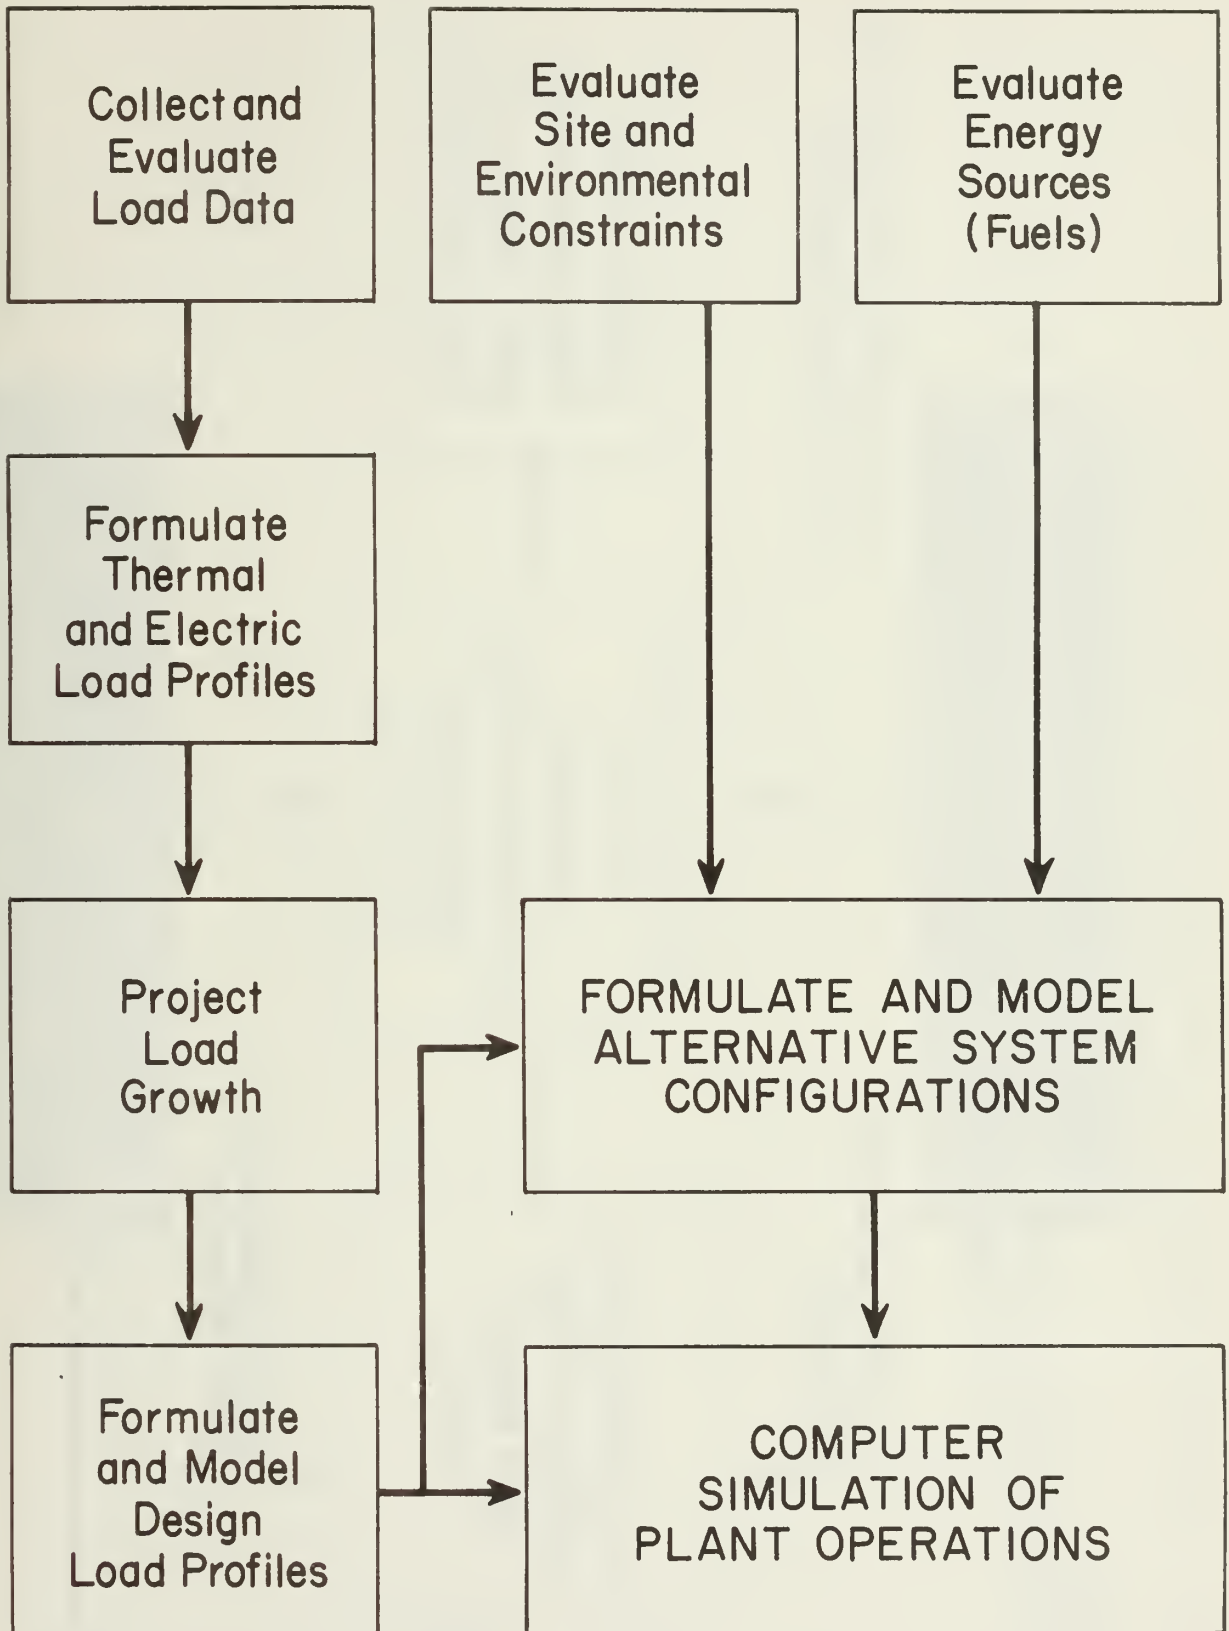 Collect and
Evaluate
Load Data
Evaluate
Site and
Environmental
Constraints
Evaluate
Energy
Sources
(Fuels)
Formulate
Thermal
and Electric
Load Profiles
Project
Load
Growth
FORMULATE AND MODEL
ALTERNATIVE SYSTEM
CONFIGURATIONS
Formulate
and Model
Design
Load Profiles
COMPUTER
SIMULATION OF
PLANT OPERATIONS